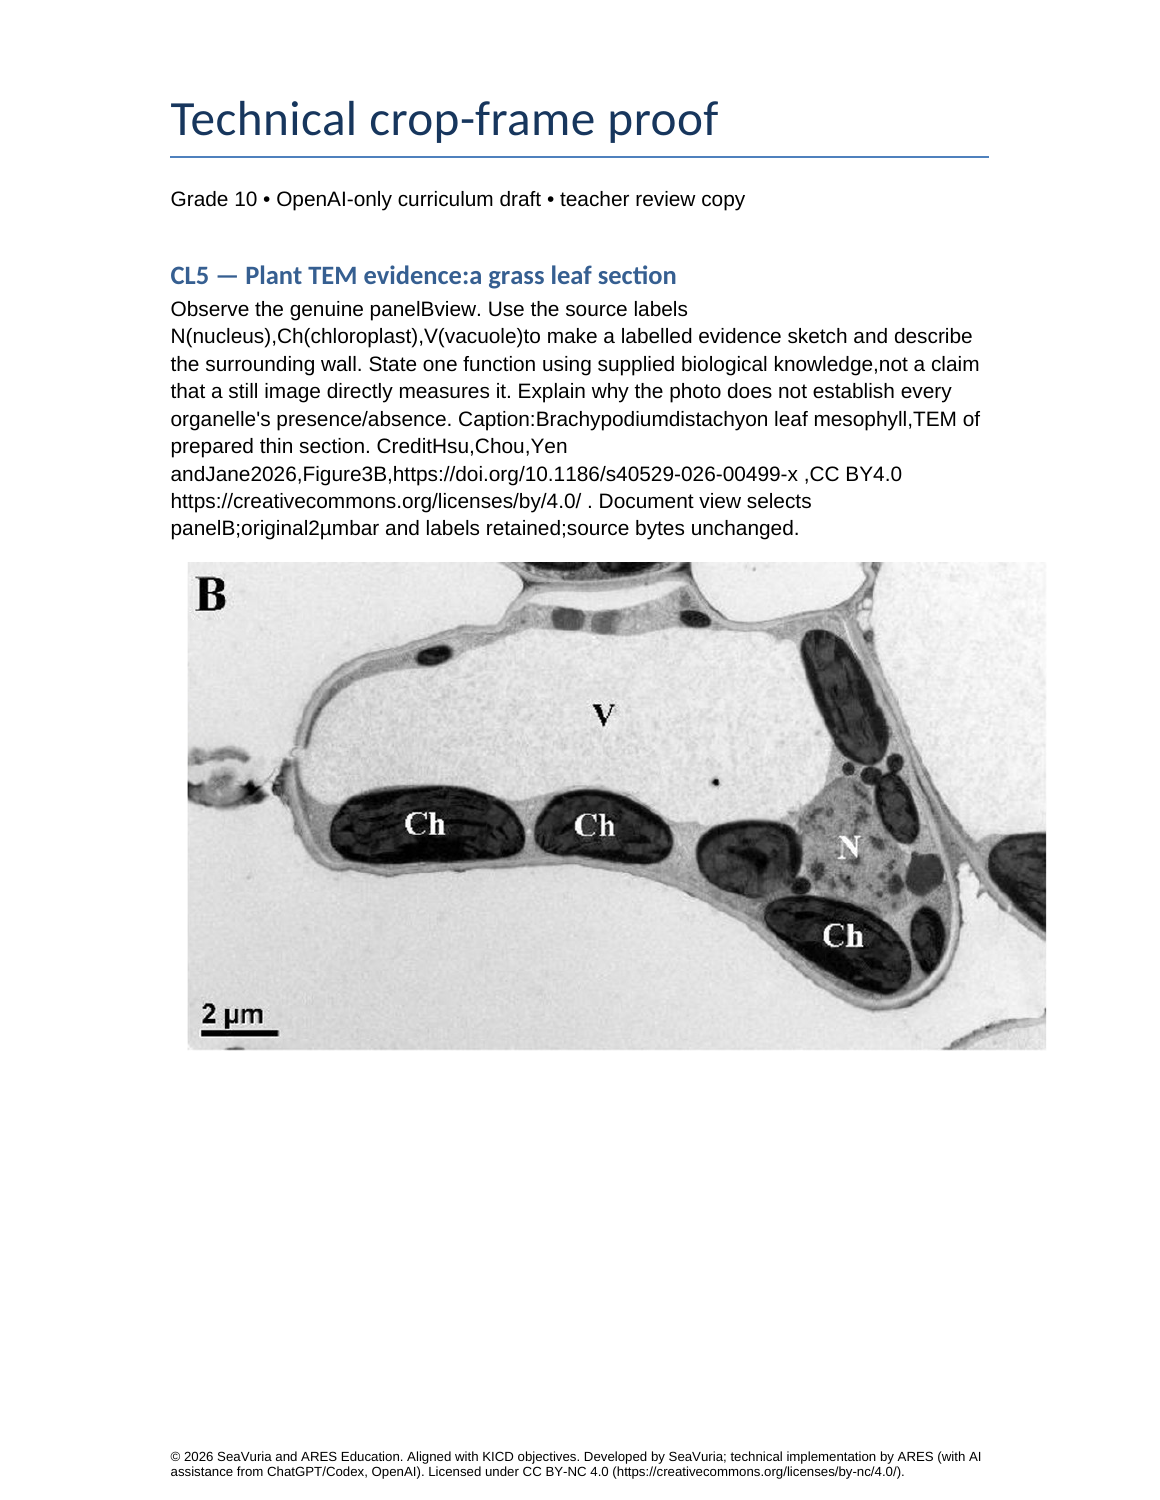 Technical crop-frame proof
Grade 10 • OpenAI-only curriculum draft • teacher review copy
CL5 — Plant TEM evidence:a grass leaf section
Observe the genuine panelBview. Use the source labels
N(nucleus),Ch(chloroplast),V(vacuole)to make a labelled evidence sketch and describe
the surrounding wall. State one function using supplied biological knowledge,not a claim
that a still image directly measures it. Explain why the photo does not establish every
organelle's presence/absence. Caption:Brachypodiumdistachyon leaf mesophyll,TEM of
prepared thin section. CreditHsu,Chou,Yen
andJane2026,Figure3B,https://doi.org/10.1186/s40529-026-00499-x ,CC BY4.0
https://creativecommons.org/licenses/by/4.0/ . Document view selects
panelB;original2µmbar and labels retained;source bytes unchanged.
B
V
Ch
Ch
N
Ch
2 µm
© 2026 SeaVuria and ARES Education. Aligned with KICD objectives. Developed by SeaVuria; technical implementation by ARES (with AI
assistance from ChatGPT/Codex, OpenAI). Licensed under CC BY-NC 4.0 (https://creativecommons.org/licenses/by-nc/4.0/).